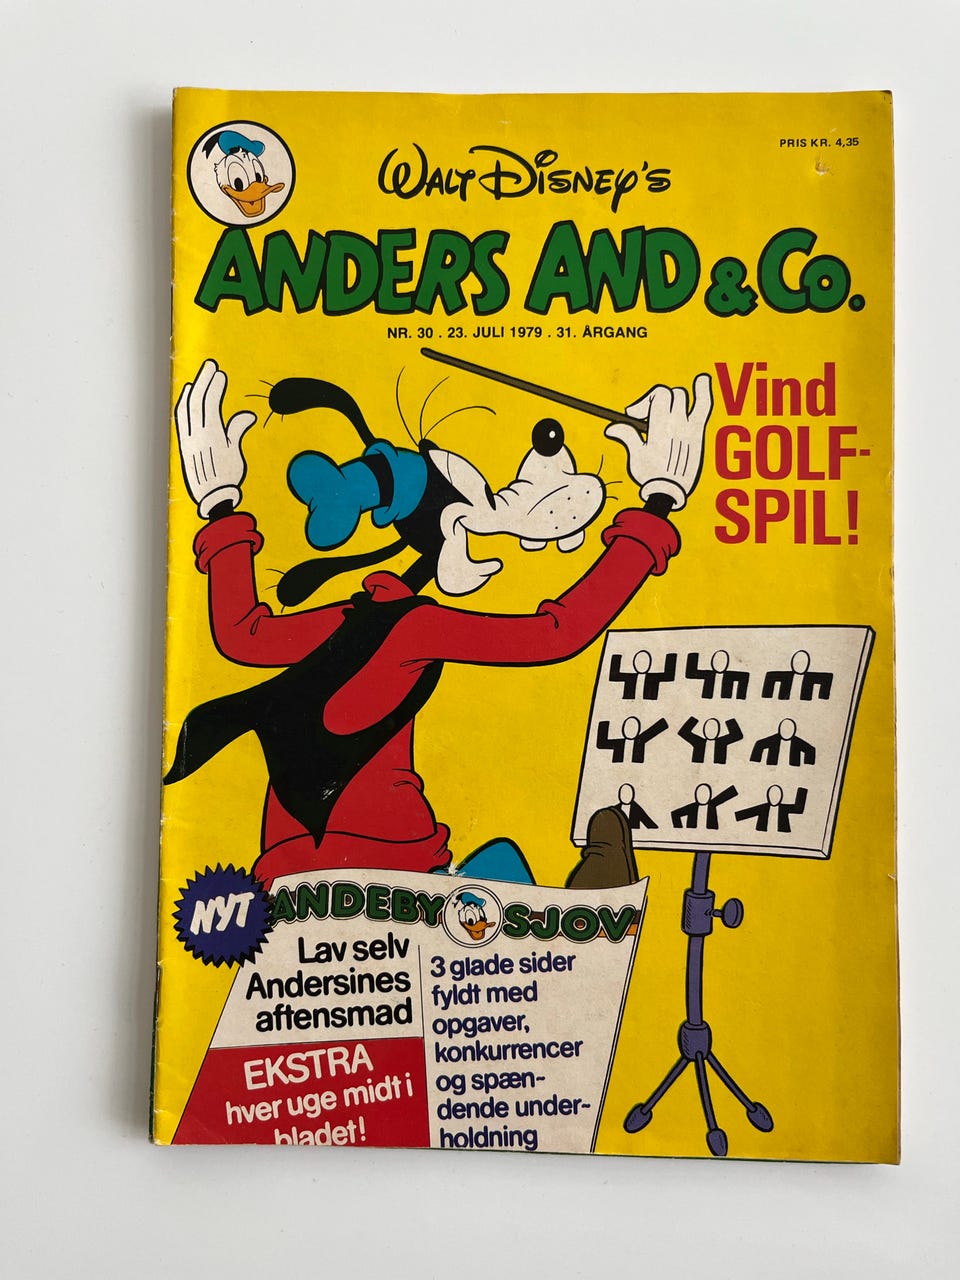 PRIS KR. 4,35
WALT DISNEY'S
ANDERS AND & Co.
NR. 30 . 23. JULI 1979 . 31. ÅRGANG
Vind
GOLF-
SPIL!
NYT
ANDEBY SJOV
Lav selv
Andersines
aftensmad
EKSTRA
hver uge midt i
bladet!
3 glade sider
fyldt med
opgaver,
konkurrencer
og spæn-
dende under-
holdning